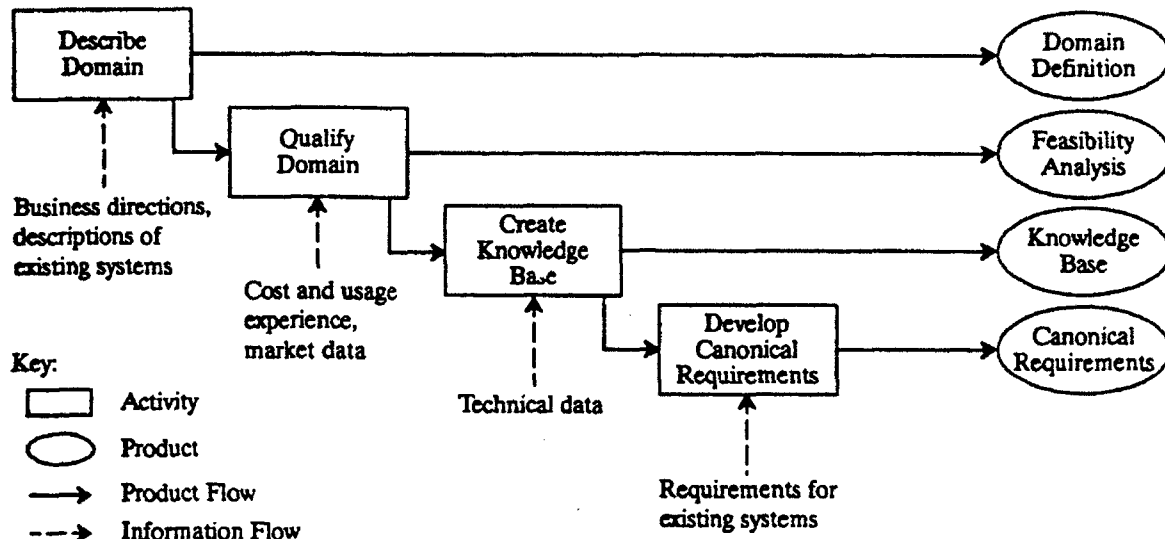 Describe
Domain
Domain
Definition
Qualify
Domain
Feasibility
Analysis
Business directions,
descriptions of
existing systems
Create
Knowledge
Base
Knowledge
Base
Cost and usage
experience,
market data
Develop
Canonical
Requirements
Canonical
Requirements
Key:
Activity
Technical data
Product
Product Flow
Requirements for
existing systems
Information Flow